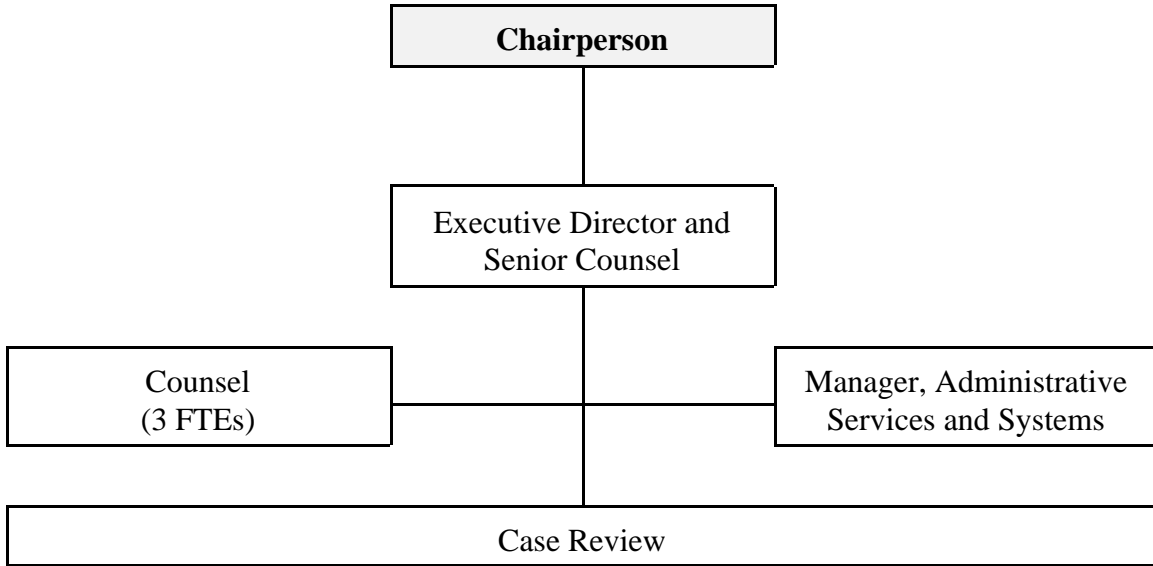 Chairperson
Executive Director and
Senior Counsel
Counsel
(3 FTEs)
Manager, Administrative
Services and Systems
Case Review